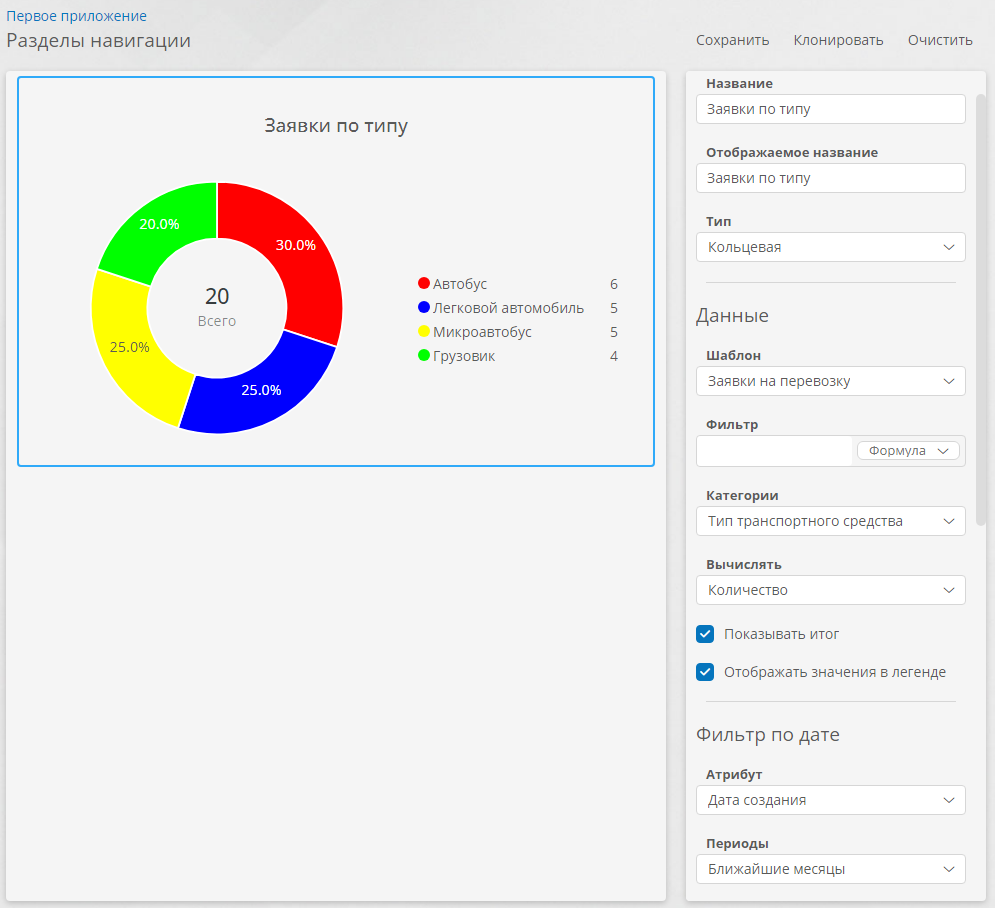 Первое приложение
Разделы навигации
Сохранить Клонировать Очистить
Заявки по типу
20.0%
30.0%
25.0%
25.0%
20
Всего
Автобус 6
Легковой автомобиль 5
Микроавтобус 5
Грузовик 4
Название
Заявки по типу
Отображаемое название
Заявки по типу
Тип
Кольцевая
Данные
Шаблон
Заявки на перевозку
Фильтр
Формула
Категории
Тип транспортного средства
Вычислять
Количество
Показывать итог
Отображать значения в легенде
Фильтр по дате
Атрибут
Дата создания
Периоды
Ближайшие месяцы